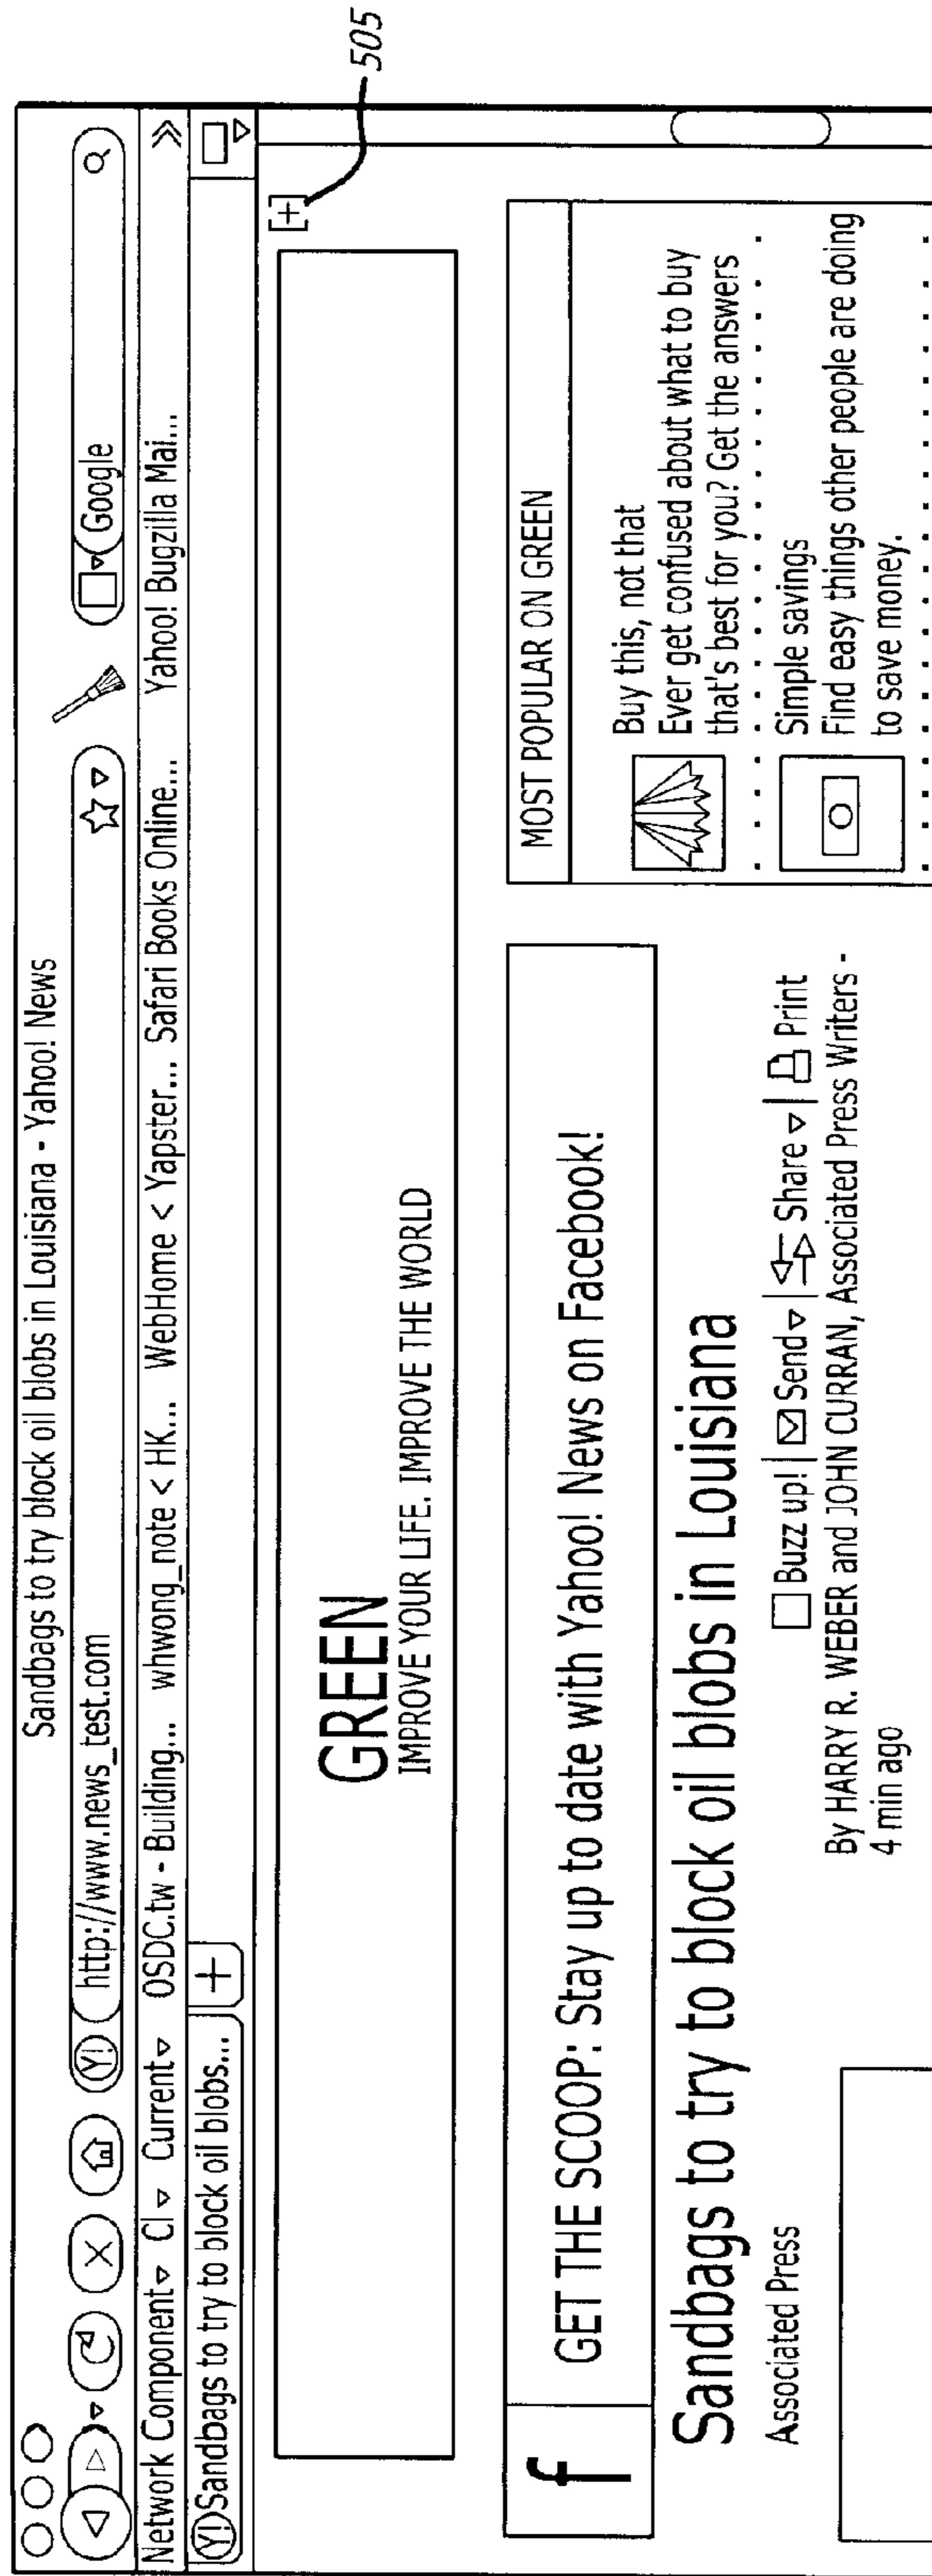 Sandbags to try block oil blobs in Louisiana - Yahoo! News
Y! http://www.news_test.com
Google
Network Component Cl Current OSDC.tw - Building... whwong_note < HK... WebHome < Yapster... Safari Books Online... Yahoo! Bugzilla Mai... >>
Y! Sandbags to try to block oil blobs... +
[+]
505
GREEN
IMPROVE YOUR LIFE. IMPROVE THE WORLD
f GET THE SCOOP: Stay up to date with Yahoo! News on Facebook!
Sandbags to try to block oil blobs in Louisiana
Associated Press
Buzz up! | Send | Share | Print
By HARRY R. WEBER and JOHN CURRAN, Associated Press Writers -
4 min ago
MOST POPULAR ON GREEN
Buy this, not that
Ever get confused about what to buy
that's best for you? Get the answers
Simple savings
Find easy things other people are doing
to save money.